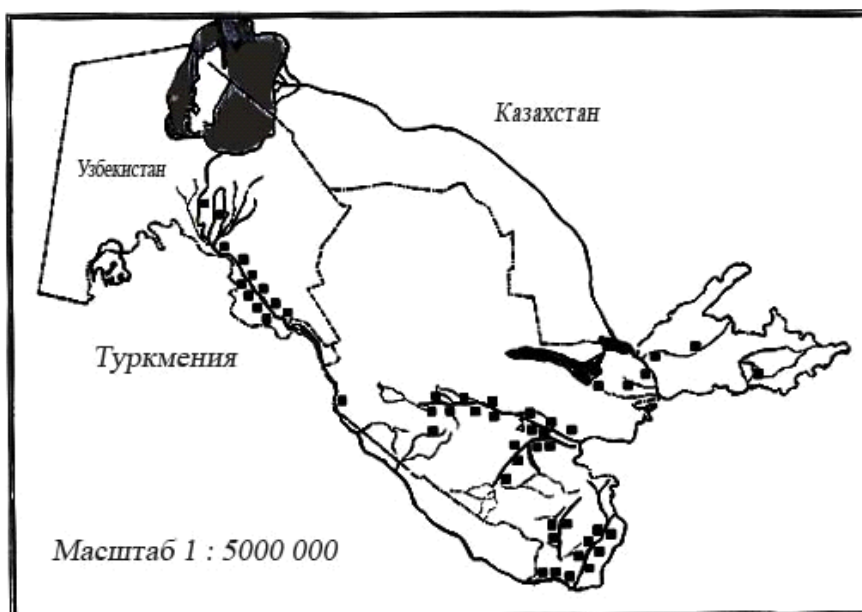 Казахстан
Узбекистан
Туркмения
Масштаб 1 : 5000 000